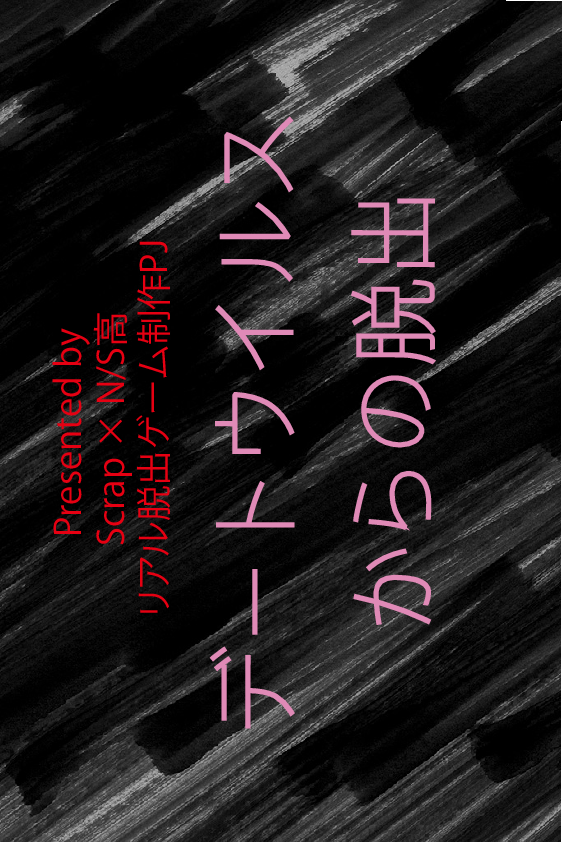 Presented by
Scrap × N/S高
リアル脱出ゲーム制作PJ
デートウイルス
からの脱出